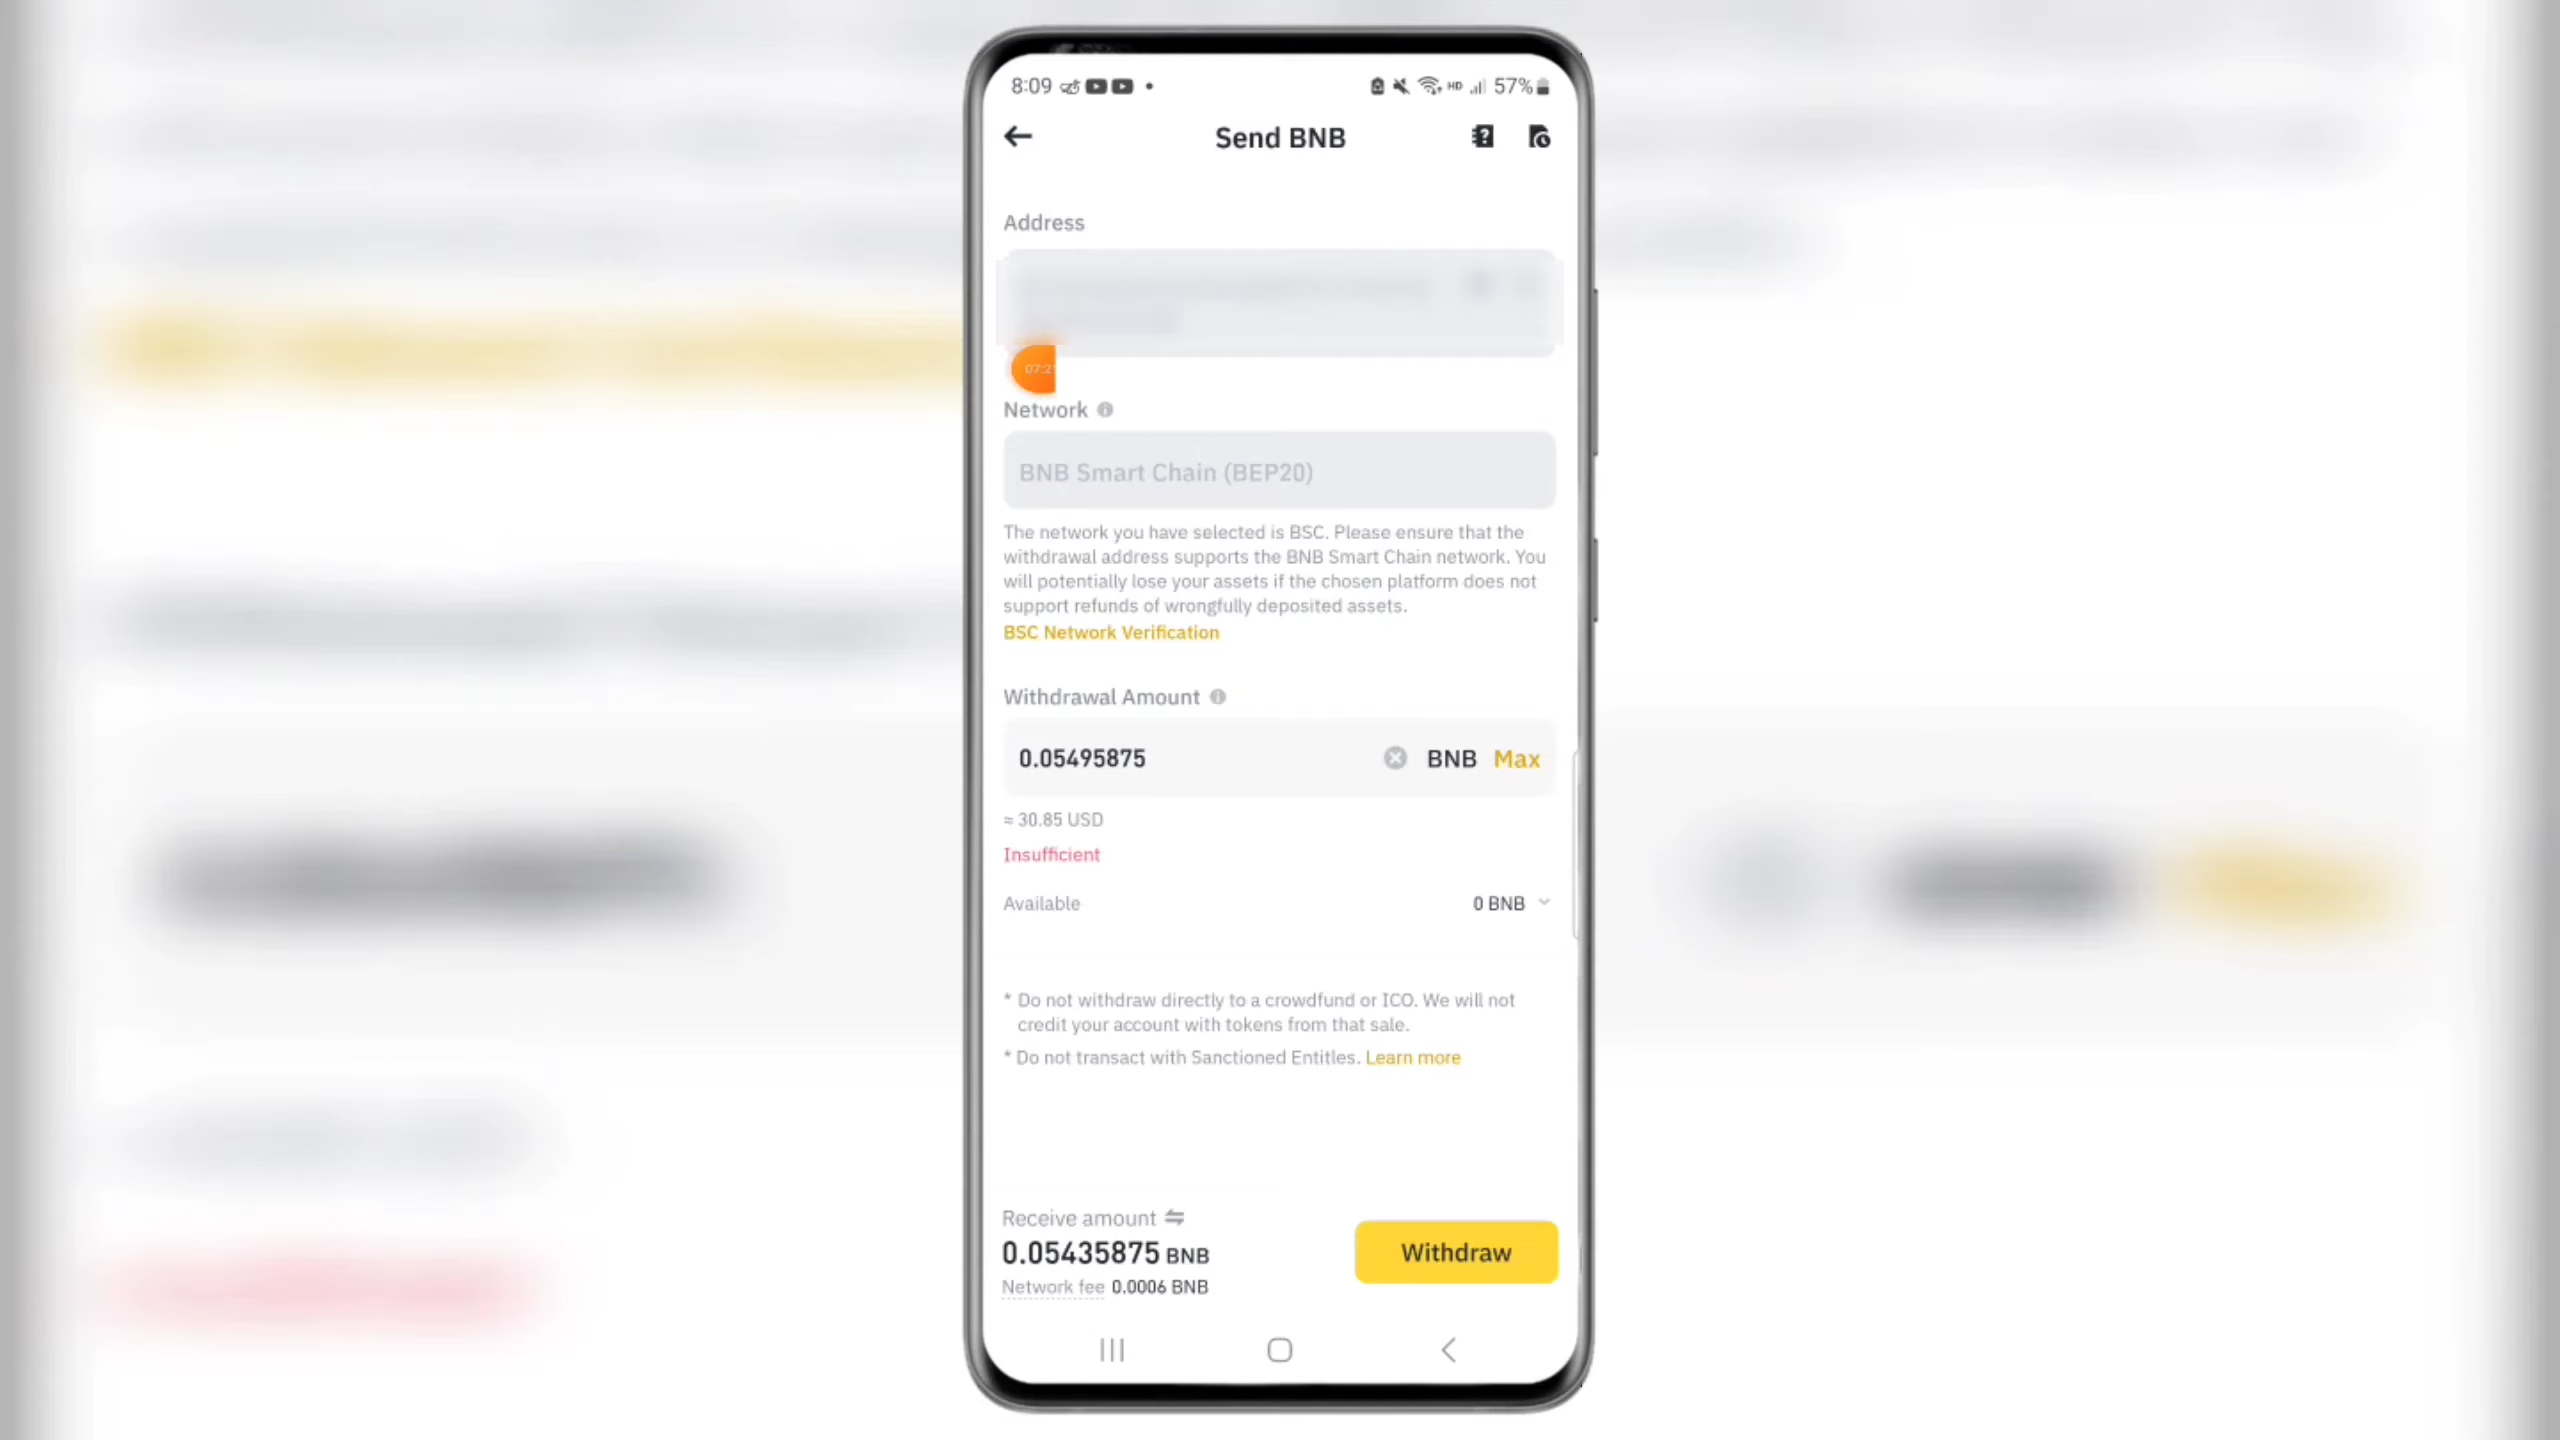 8:09
HD
57%
Send BNB
Address
Network
BNB Smart Chain (BEP20)
The network you have selected is BSC. Please ensure that the
withdrawal address supports the BNB Smart Chain network. You
will potentially lose your assets if the chosen platform does not
support refunds of wrongfully deposited assets.
BSC Network Verification
Withdrawal Amount
0.05495875 BNB Max
≈ 30.85 USD
Insufficient
Available 0 BNB
* Do not withdraw directly to a crowdfund or ICO. We will not
credit your account with tokens from that sale.
* Do not transact with Sanctioned Entitles. Learn more
Receive amount
0.05435875 BNB
Network fee 0.0006 BNB
Withdraw